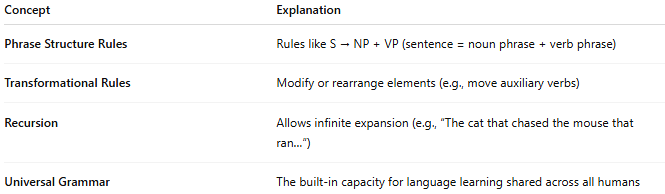 Concept Explanation
Phrase Structure Rules Rules like S → NP + VP (sentence = noun phrase + verb phrase)
Transformational Rules Modify or rearrange elements (e.g., move auxiliary verbs)
Recursion Allows infinite expansion (e.g., “The cat that chased the mouse that
ran...”)
Universal Grammar The built-in capacity for language learning shared across all humans